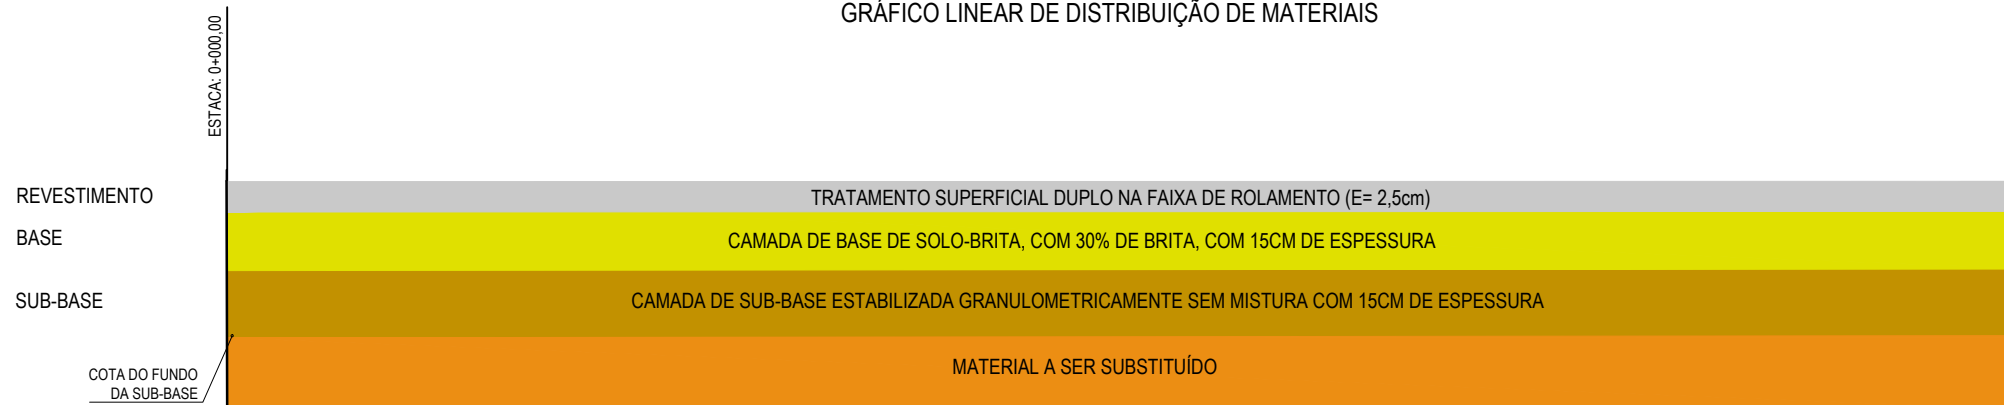 GRÁFICO LINEAR DE DISTRIBUIÇÃO DE MATERIAIS
ESTACA: 0+000,00
REVESTIMENTO
TRATAMENTO SUPERFICIAL DUPLO NA FAIXA DE ROLAMENTO (E= 2,5cm)
BASE
CAMADA DE BASE DE SOLO-BRITA, COM 30% DE BRITA, COM 15CM DE ESPESSURA
SUB-BASE
CAMADA DE SUB-BASE ESTABILIZADA GRANULOMETRICAMENTE SEM MISTURA COM 15CM DE ESPESSURA
MATERIAL A SER SUBSTITUÍDO
COTA DO FUNDO
DA SUB-BASE